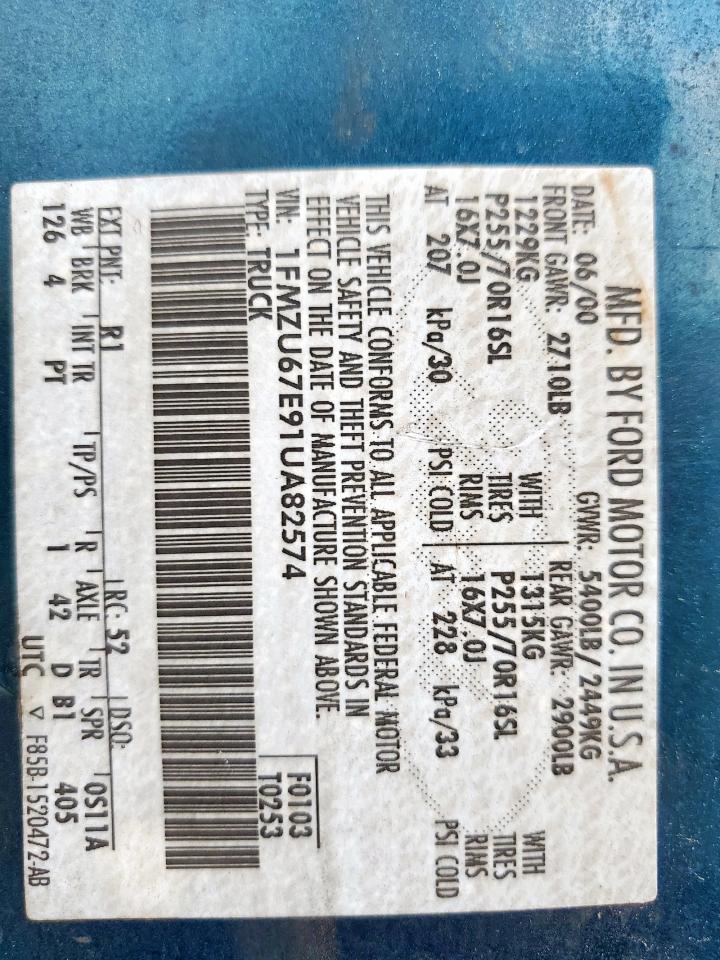 MFD. BY FORD MOTOR CO. IN U.S.A.
DATE: 06/00 GVWR: 5400LB/ 2449KG
FRONT GAWR: 2710LB REAR GAWR: 2900LB
1229KG WITH 1315KG WITH
P255/70R16SL TIRES P255/70R16SL TIRES
16X7.0J RIMS 16X7.0J RIMS
AT 207 kPa/30 PSI COLD AT 228 kPa/33 PSI COLD
THIS VEHICLE CONFORMS TO ALL APPLICABLE FEDERAL MOTOR
VEHICLE SAFETY AND THEFT PREVENTION STANDARDS IN
EFFECT ON THE DATE OF MANUFACTURE SHOWN ABOVE.
VIN: 1FMZU67E91UA82574 F0103
TYPE: TRUCK T0253
EXT PNT: R1 RC: 52 DSO: 0S11A
WB BRK INT TR TP/PS R AXLE TR SPR 405
126 4 PT 1 42 D B1
UTC ▽ F85B-1520472-AB